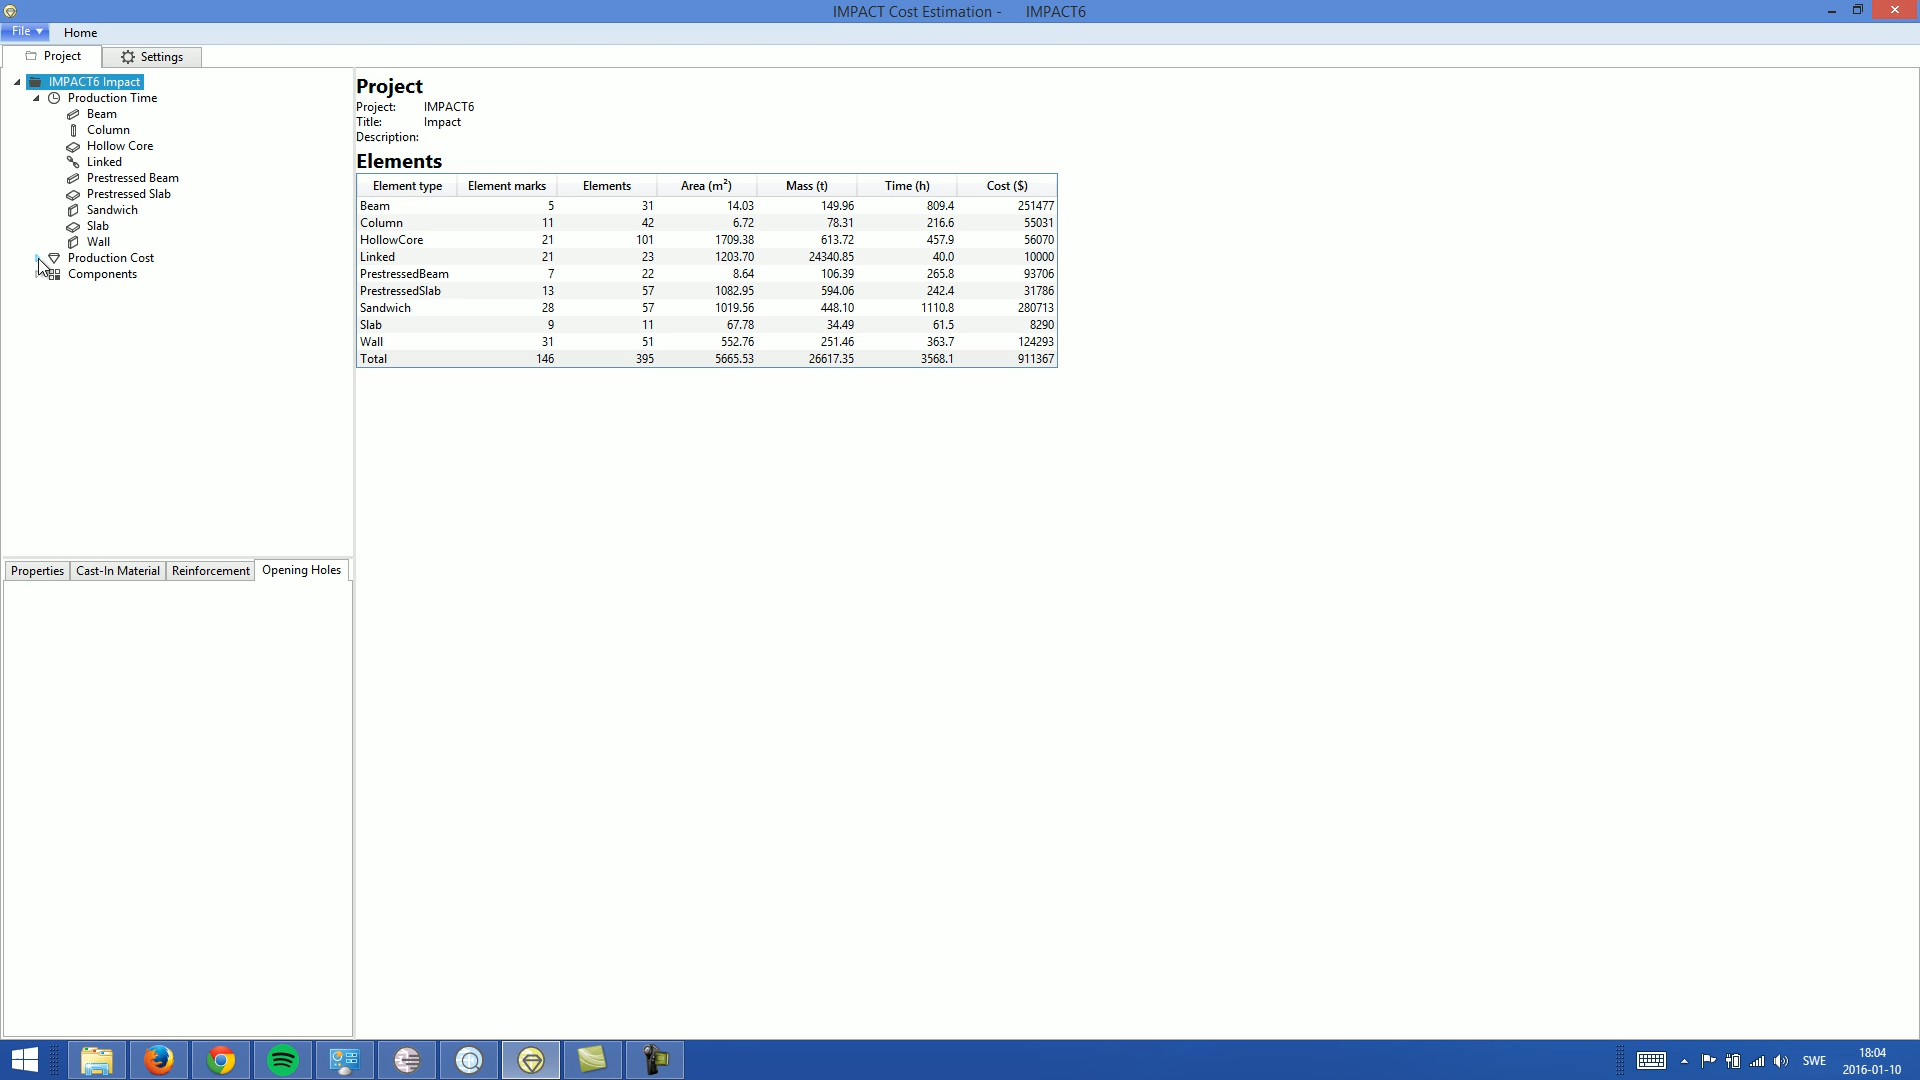 IMPACT Cost Estimation - IMPACT6
File Home
Project Settings
IMPACT6 Impact
Production Time
Beam
Column
Hollow Core
Linked
Prestressed Beam
Prestressed Slab
Sandwich
Slab
Wall
Production Cost
Components
Project
Project: IMPACT6
Title: Impact
Description:
Elements
Element type Element marks Elements Area (m²) Mass (t) Time (h) Cost ($)
Beam 5 31 14.03 149.96 809.4 251477
Column 11 42 6.72 78.31 216.6 55031
HollowCore 21 101 1709.38 613.72 457.9 56070
Linked 21 23 1203.70 24340.85 40.0 10000
PrestressedBeam 7 22 8.64 106.39 265.8 93706
PrestressedSlab 13 57 1082.95 594.06 242.4 31786
Sandwich 28 57 1019.56 448.10 1110.8 280713
Slab 9 11 67.78 34.49 61.5 8290
Wall 31 51 552.76 251.46 363.7 124293
Total 146 395 5665.53 26617.35 3568.1 911367
Properties Cast-In Material Reinforcement Opening Holes
SWE
18:04
2016-01-10